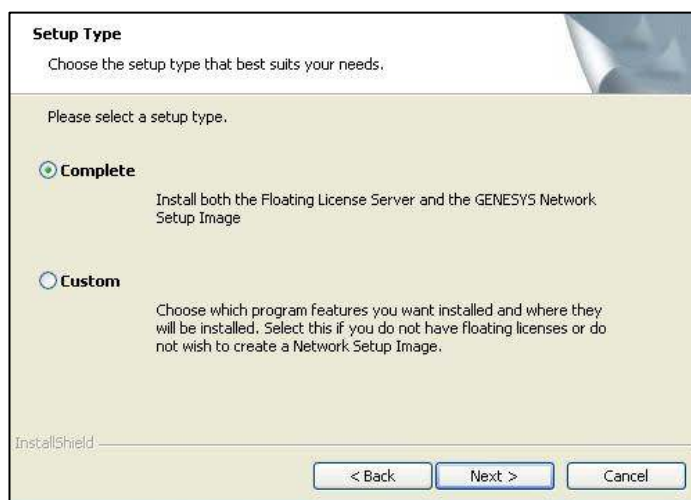 Setup Type
Choose the setup type that best suits your needs.
Please select a setup type.
Complete
Install both the Floating License Server and the GENESYS Network
Setup Image
Custom
Choose which program features you want installed and where they
will be installed. Select this if you do not have floating licenses or do
not wish to create a Network Setup Image.
InstallShield
< Back
Next >
Cancel